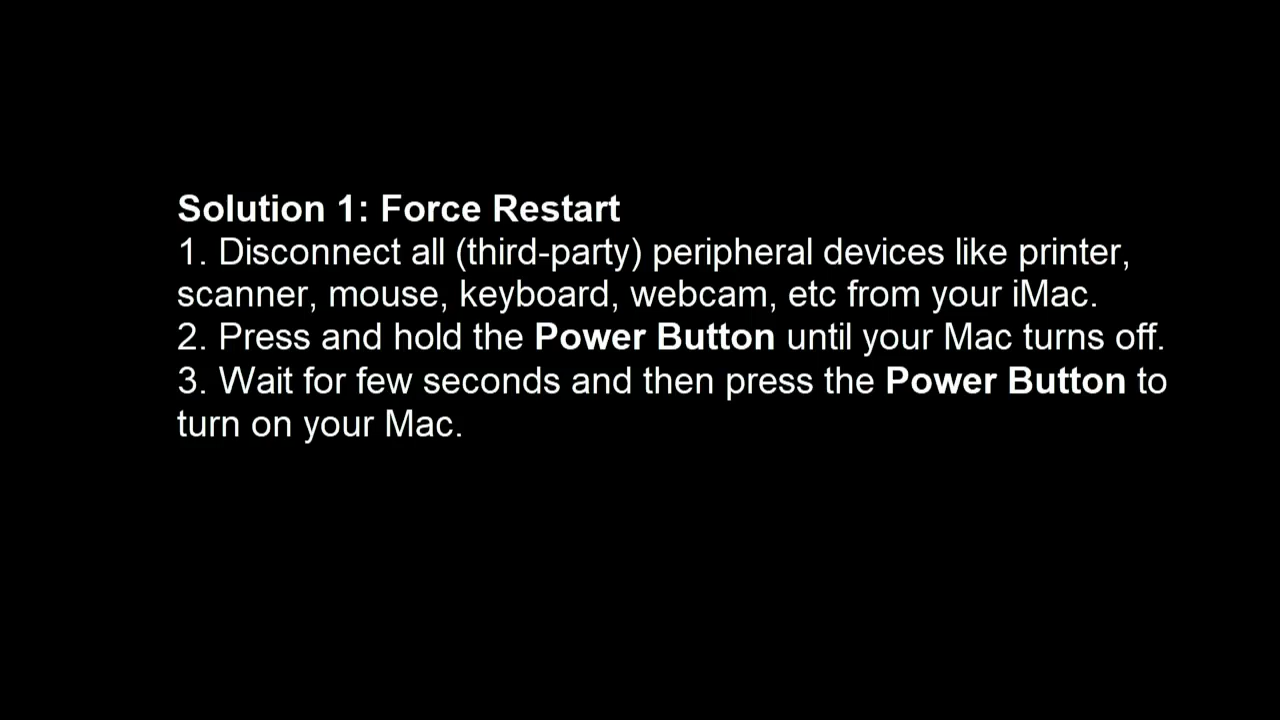 Solution 1: Force Restart
1. Disconnect all (third-party) peripheral devices like printer,
scanner, mouse, keyboard, webcam, etc from your iMac.
2. Press and hold the Power Button until your Mac turns off.
3. Wait for few seconds and then press the Power Button to
turn on your Mac.